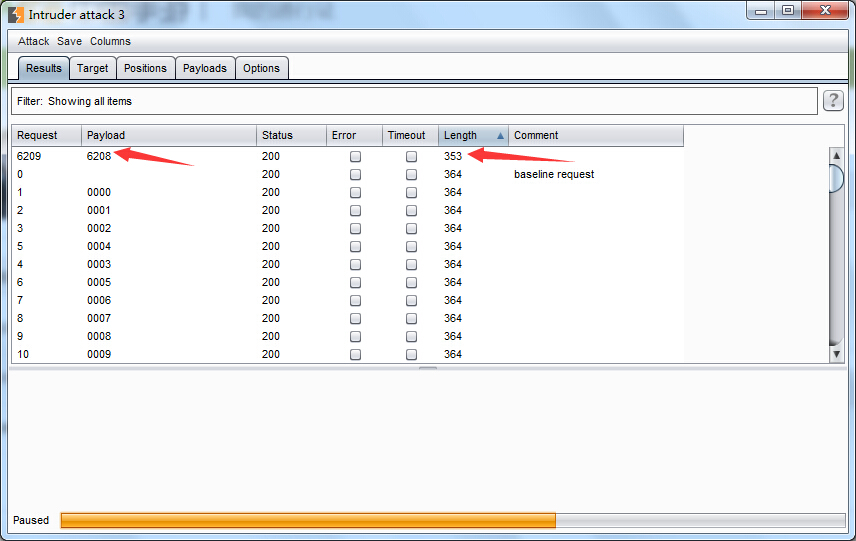 Intruder attack 3
Attack Save Columns
Results Target Positions Payloads Options
Filter: Showing all items
?
Request Payload Status Error Timeout Length Comment
6209 6208 200 353
0 200 364 baseline request
1 0000 200 364
2 0001 200 364
3 0002 200 364
5 0004 200 364
4 0003 200 364
6 0005 200 364
7 0006 200 364
8 0007 200 364
9 0008 200 364
10 0009 200 364
Paused